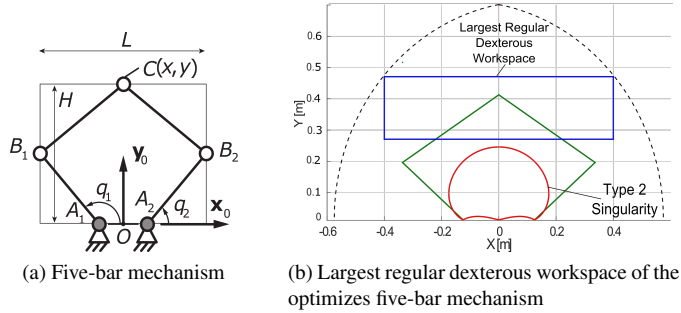 L
C(x, y)
H
B1
B2
y0
q1
A1
A2
q2
x0
O
(a) Five-bar mechanism
0.7
0.6
0.5
0.4
0.3
0.2
0.1
0
Y [m]
Largest Regular
Dexterous
Workspace
Type 2
Singularity
-0.6
-0.4
-0.2
0
0.2
0.4
X [m]
(b) Largest regular dexterous workspace of the
optimizes five-bar mechanism